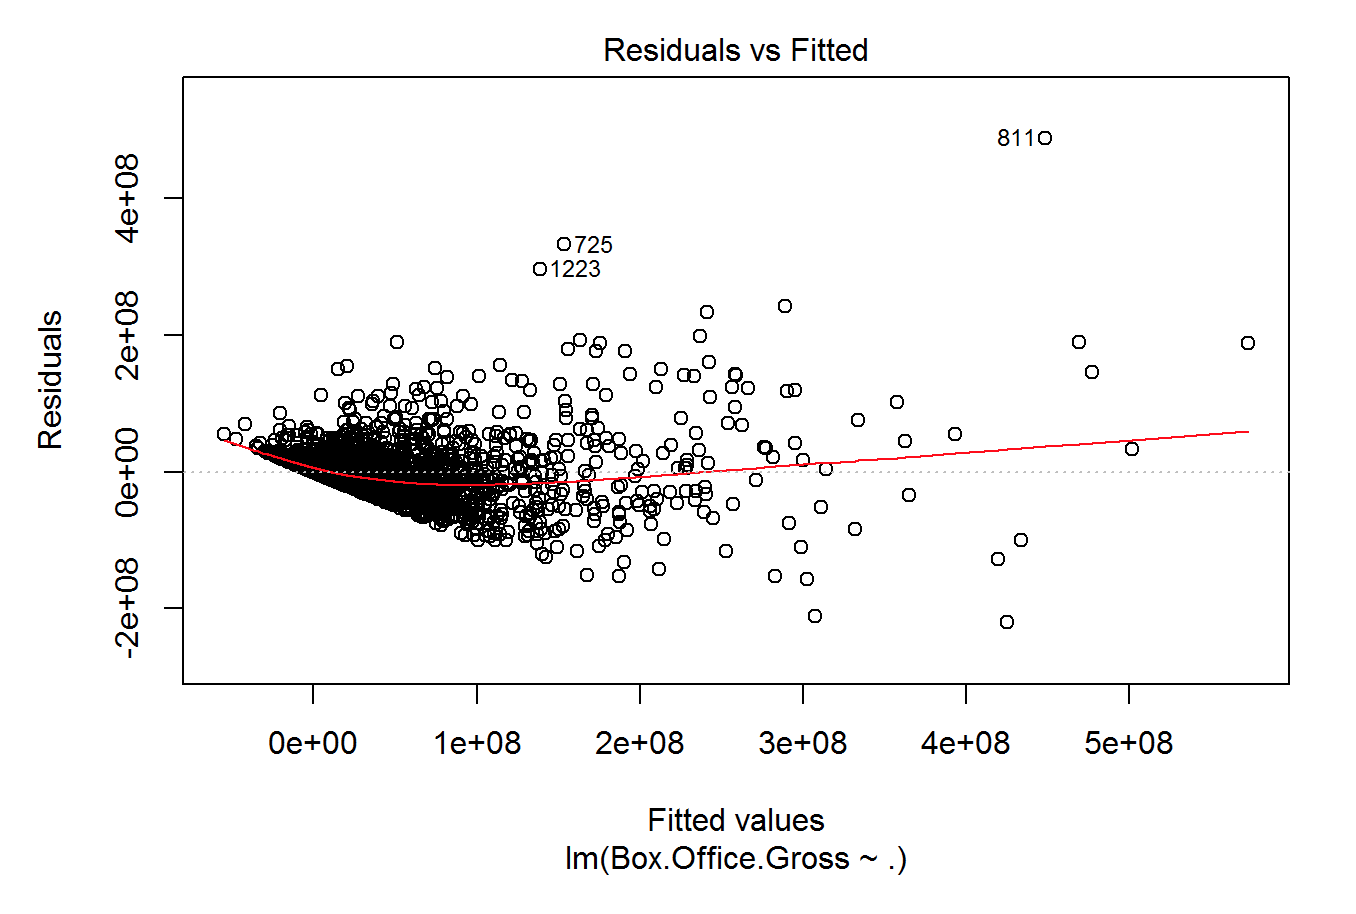 Residuals vs Fitted
811
725
1223
Residuals
4e+08
2e+08
0e+00
-2e+08
0e+00 1e+08 2e+08 3e+08 4e+08 5e+08
Fitted values
lm(Box.Office.Gross ~ .)